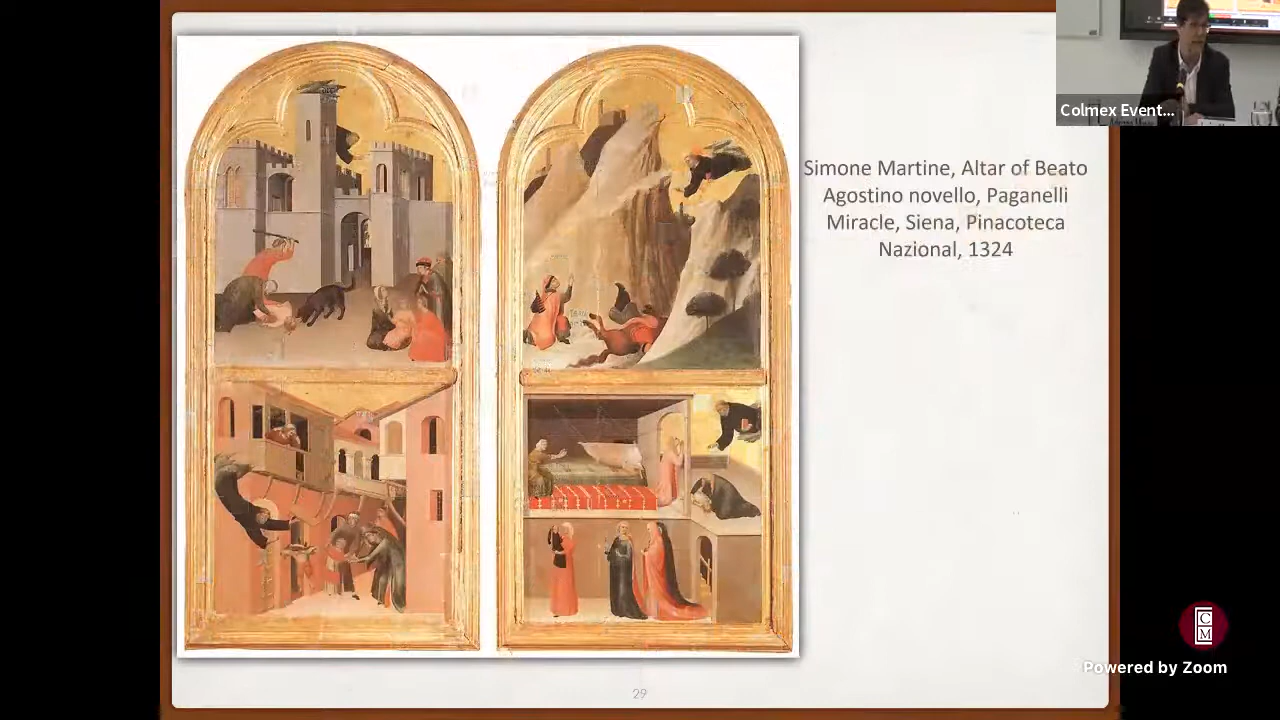 Colmex Event...
Simone Martine, Altar of Beato
Agostino novello, Paganelli
Miracle, Siena, Pinacoteca
Nazional, 1324
C
M
Powered by Zoom
29